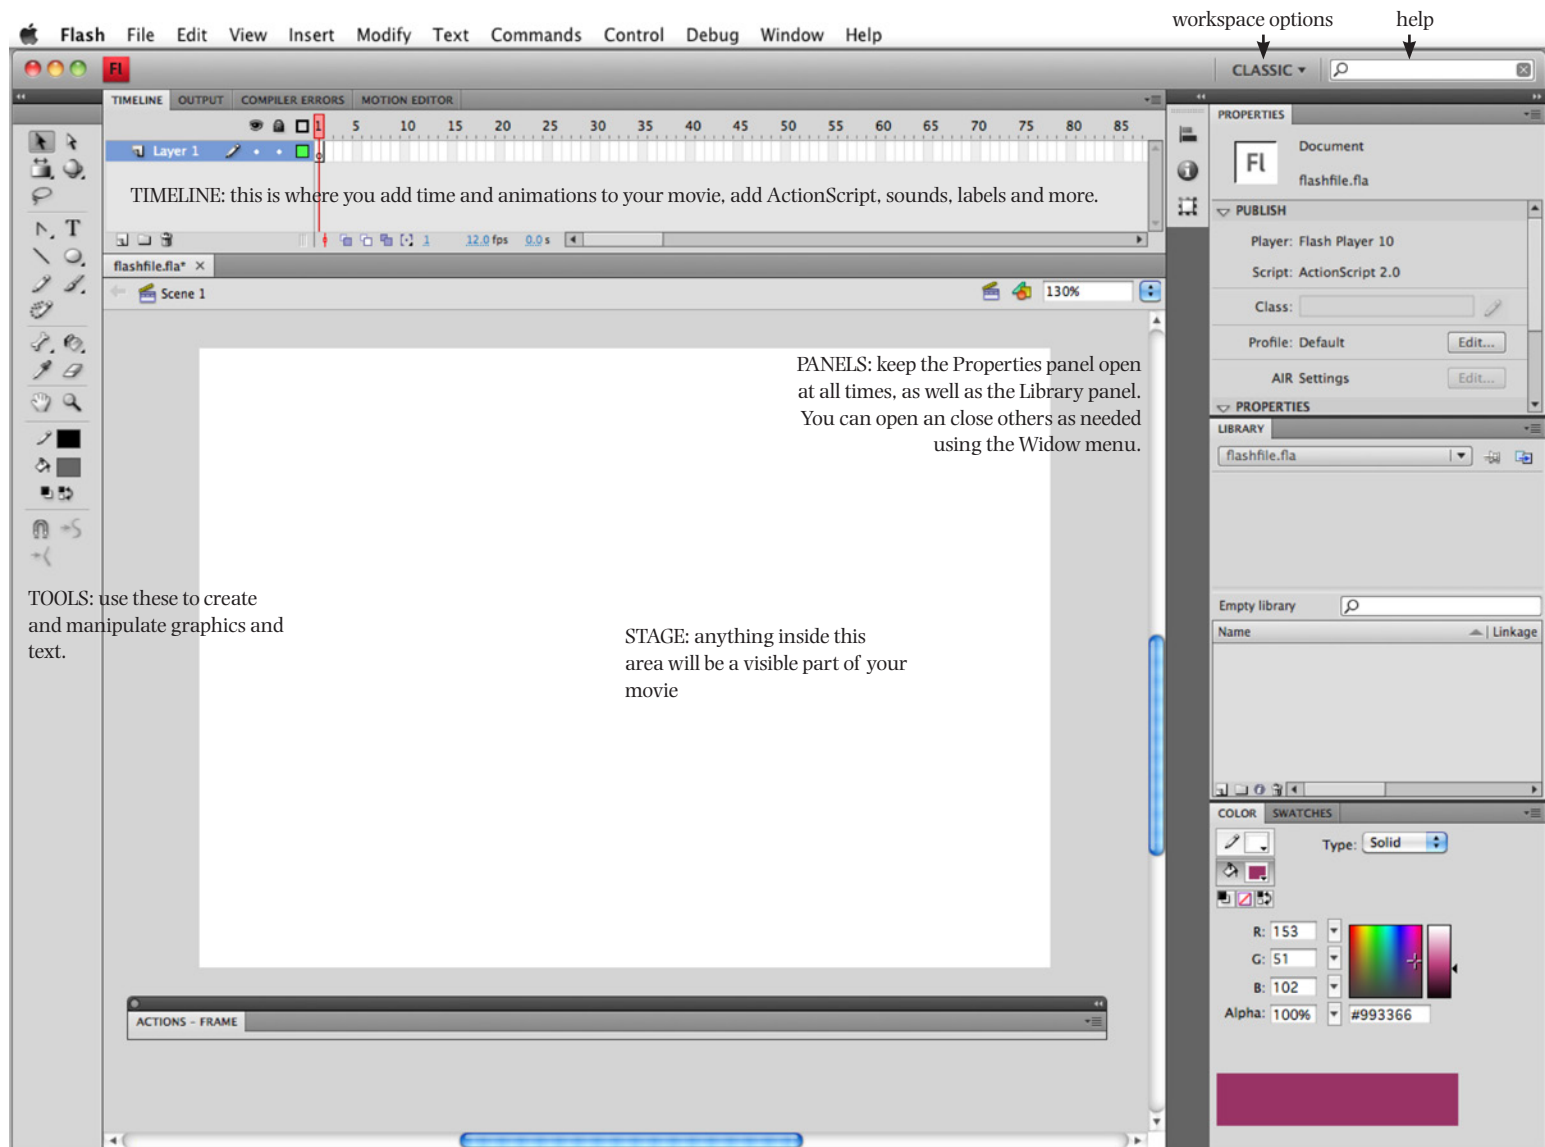 workspace options help
Flash File Edit View Insert Modify Text Commands Control Debug Window Help
Fl CLASSIC
TIMELINE OUTPUT COMPILER ERRORS MOTION EDITOR
1 5 10 15 20 25 30 35 40 45 50 55 60 65 70 75 80 85
Layer 1
TIMELINE: this is where you add time and animations to your movie, add ActionScript, sounds, labels and more.
1 12.0 fps 0.0 s
flashfile.fla*
Scene 1 130%
PANELS: keep the Properties panel open
at all times, as well as the Library panel.
You can open an close others as needed
using the Widow menu.
T
TOOLS: use these to create
and manipulate graphics and
text.
STAGE: anything inside this
area will be a visible part of your
movie
ACTIONS – FRAME
PROPERTIES
Fl
Document
flashfile.fla
PUBLISH
Player: Flash Player 10
Script: ActionScript 2.0
Class:
Profile: Default Edit...
AIR Settings Edit...
PROPERTIES
LIBRARY
flashfile.fla
Empty library
Name Linkage
COLOR SWATCHES
Type: Solid
R: 153
G: 51
B: 102
Alpha: 100% #993366